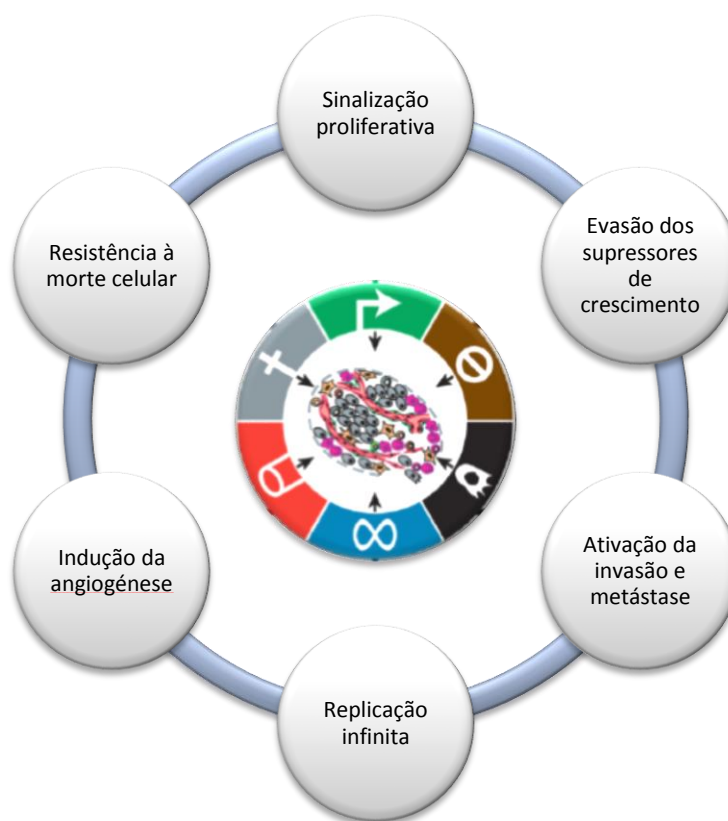 Sinalização
proliferativa
Evasão dos
supressores
de
crescimento
Ativação da
invasão e
metástase
Replicação
infinita
Indução da
angiogénese
Resistência à
morte celular